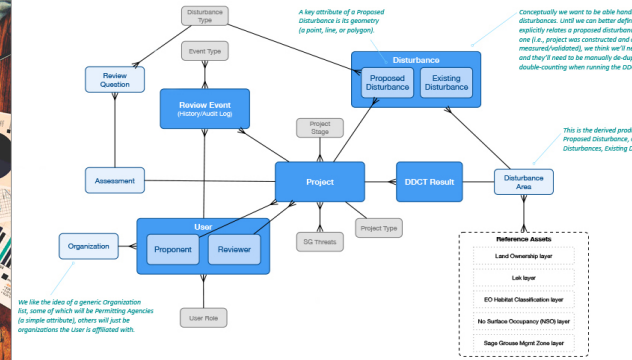 Disturbance
Type
A key attribute of a Proposed
Disturbance is its geometry
(a point, line, or polygon).
Conceptually we want to be able hand
disturbances. Until we can better defin
explicitly relates a proposed disturban
one (i.e., project was constructed and
measured/validated), we think we'll ne
and they'll need to be manually de-dup
double-counting when running the DD
Event Type
Disturbance
Proposed
Disturbance
Existing
Disturbance
Review
Question
Review Event
(History/Audit Log)
Project
Stage
This is the derived produ
Proposed Disturbance,
Disturbances, Existing D
Assessment
Project
DDCT Result
Disturbance
Area
User
Proponent
Reviewer
Organization
SG Threats
Project Type
Reference Assets
Land Ownership layer
Lek layer
EO Habitat Classification layer
No Surface Occupancy (NSO) layer
Sage Grouse Mgmt Zone layer
We like the idea of a generic Organization
list, some of which will be Permitting Agencies
(a simple attribute), others will just be
organizations the User is affiliated with.
User Role